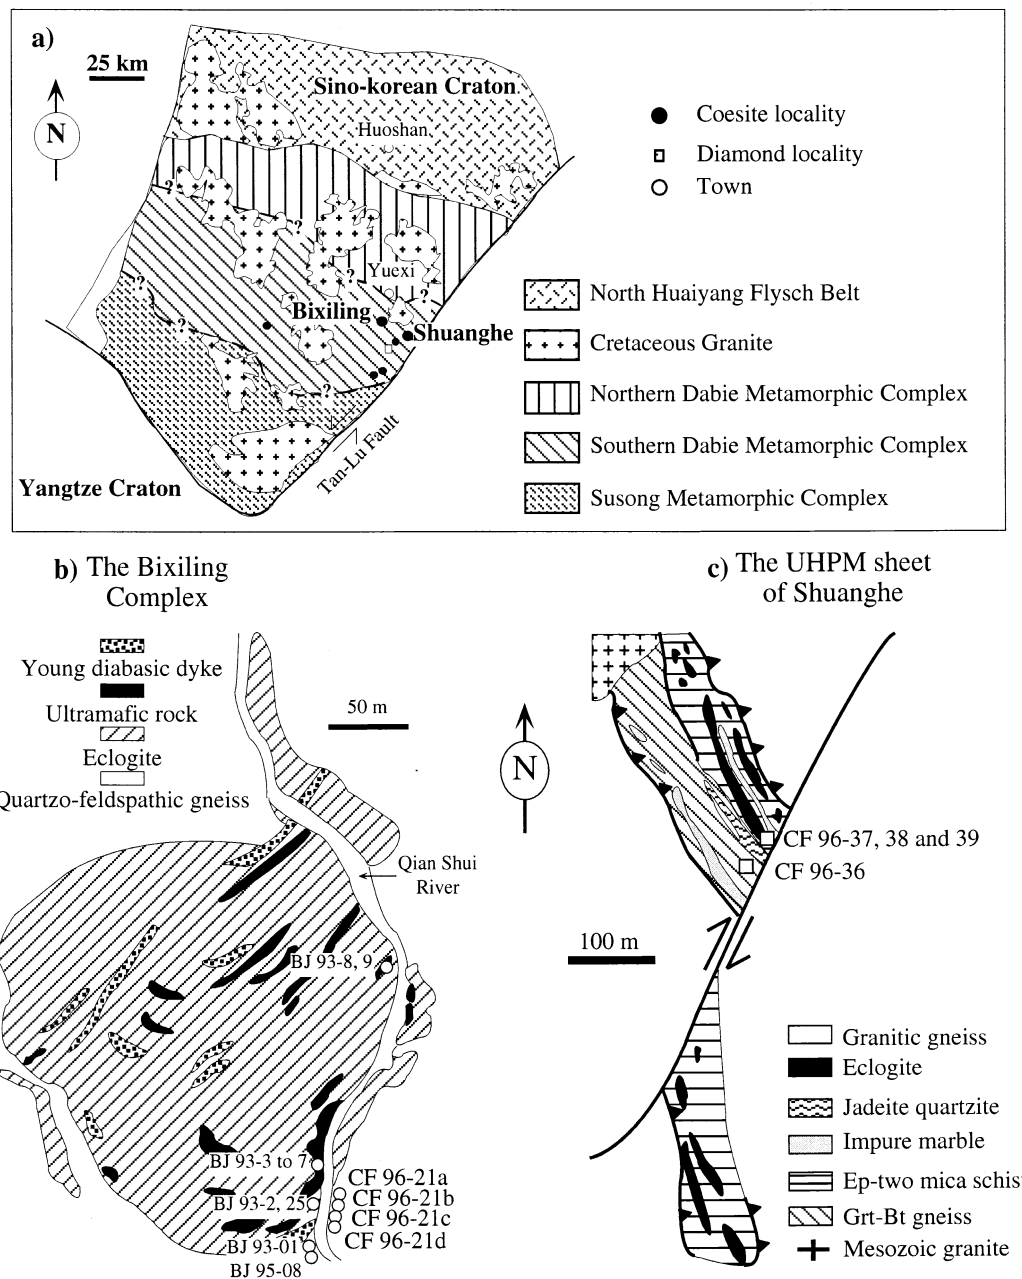 a)
25 km
N
Sino-korean Craton
Huoshan
Coesite locality
Diamond locality
Town
?
?
?
Yuexi
?
?
Bixiling
Shuanghe
?
?
North Huaiyang Flysch Belt
Cretaceous Granite
Northern Dabie Metamorphic Complex
Southern Dabie Metamorphic Complex
Susong Metamorphic Complex
Tan-Lu Fault
Yangtze Craton
b) The Bixiling
Complex
Young diabasic dyke
Ultramafic rock
Eclogite
Quartzo-feldspathic gneiss
50 m
N
Qian Shui
River
BJ 93-8, 9
BJ 93-3 to 7
BJ 93-2, 25
BJ 93-01
BJ 95-08
CF 96-21a
CF 96-21b
CF 96-21c
CF 96-21d
c) The UHPM sheet
of Shuanghe
CF 96-37, 38 and 39
CF 96-36
100 m
Granitic gneiss
Eclogite
Jadeite quartzite
Impure marble
Ep-two mica schis
Grt-Bt gneiss
Mesozoic granite